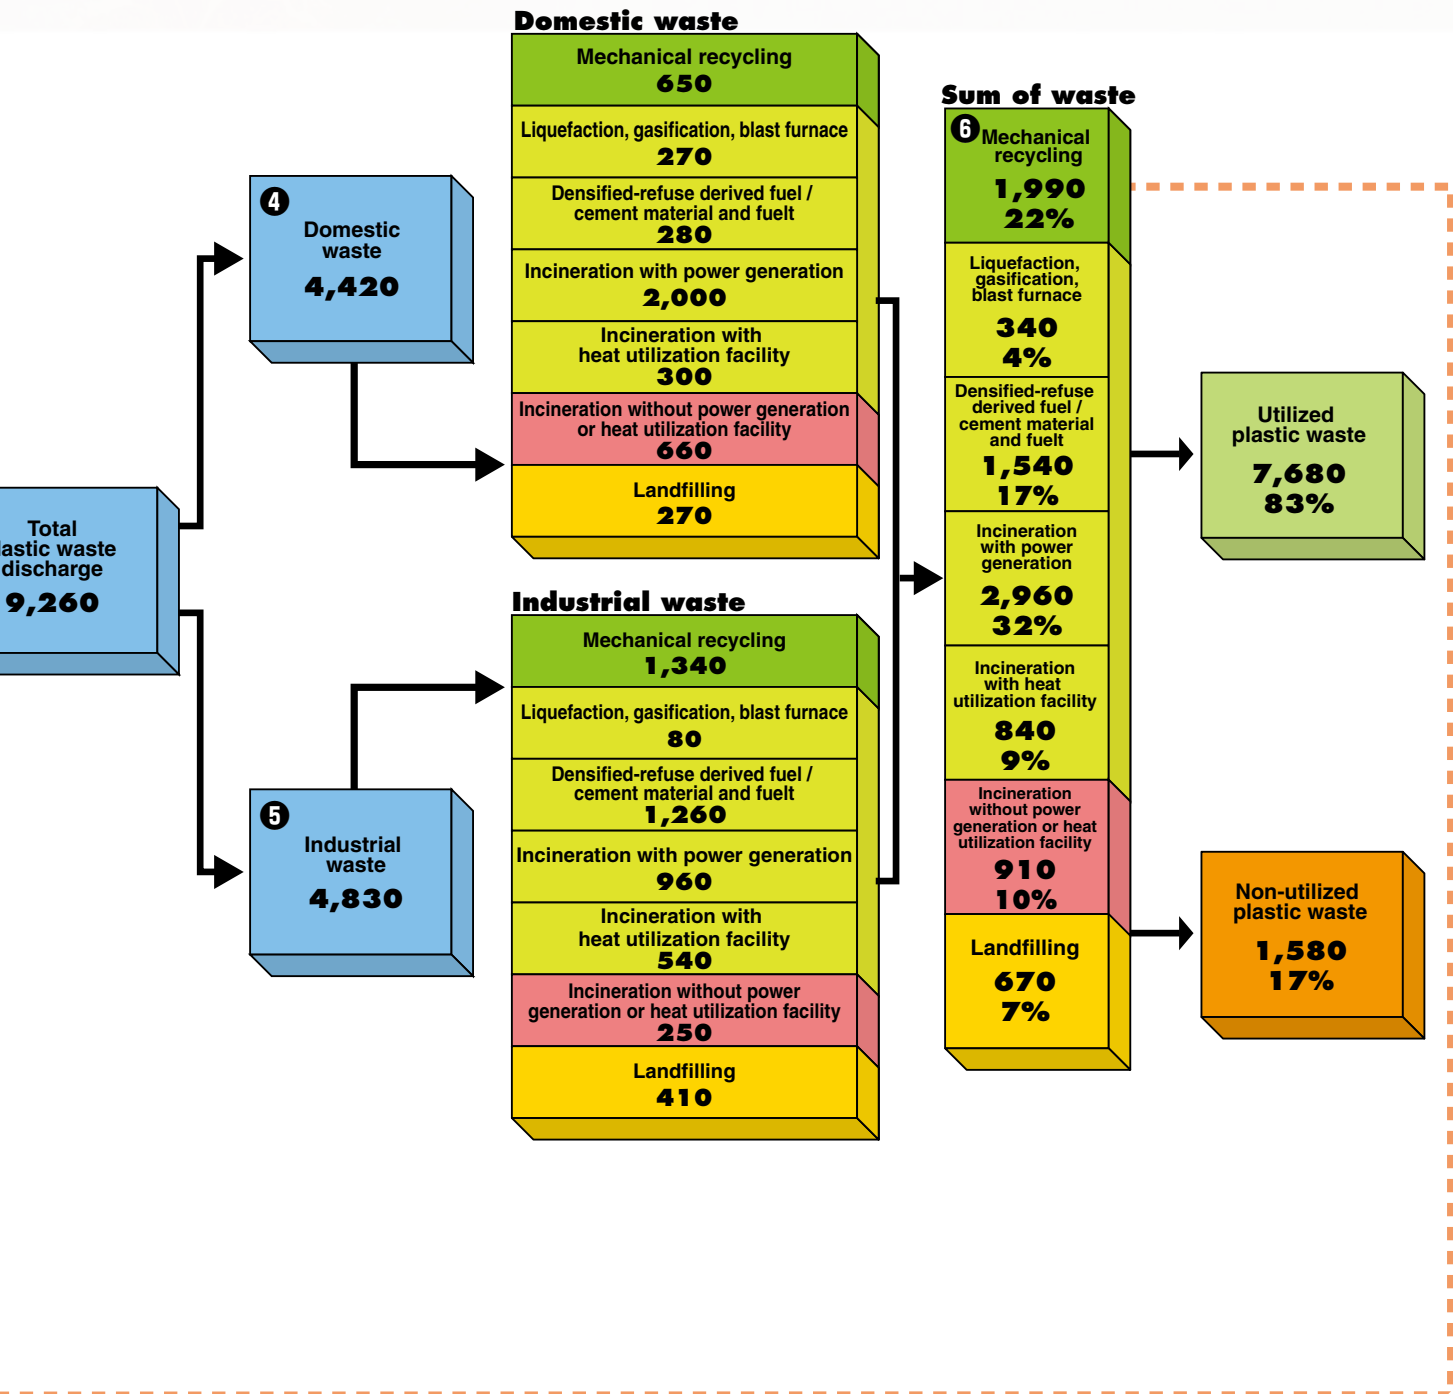 Total
plastic waste
discharge
9,260
4
Domestic
waste
4,420
5
Industrial
waste
4,830
Domestic waste
Mechanical recycling
650
Liquefaction, gasification, blast furnace
270
Densified-refuse derived fuel /
cement material and fuelt
280
Incineration with power generation
2,000
Incineration with
heat utilization facility
300
Incineration without power generation
or heat utilization facility
660
Landfilling
270
Industrial waste
Mechanical recycling
1,340
Liquefaction, gasification, blast furnace
80
Densified-refuse derived fuel /
cement material and fuelt
1,260
Incineration with power generation
960
Incineration with
heat utilization facility
540
Incineration without power
generation or heat utilization facility
250
Landfilling
410
Sum of waste
6
Mechanical
recycling
1,990
22%
Liquefaction,
gasification,
blast furnace
340
4%
Densified-refuse
derived fuel /
cement material
and fuelt
1,540
17%
Incineration
with power
generation
2,960
32%
Incineration
with heat
utilization facility
840
9%
Incineration
without power
generation or heat
utilization facility
910
10%
Landfilling
670
7%
Utilized
plastic waste
7,680
83%
Non-utilized
plastic waste
1,580
17%